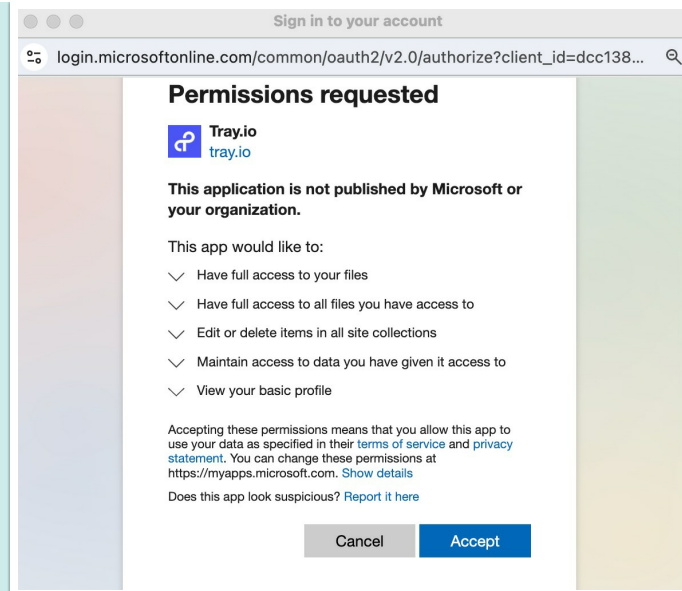 Sign in to your account
login.microsoftonline.com/common/oauth2/v2.0/authorize?client_id=dcc138...
Permissions requested
Tray.io
tray.io
This application is not published by Microsoft or
your organization.
This app would like to:
Have full access to your files
Have full access to all files you have access to
Edit or delete items in all site collections
Maintain access to data you have given it access to
View your basic profile
Accepting these permissions means that you allow this app to
use your data as specified in their terms of service and privacy
statement. You can change these permissions at
https://myapps.microsoft.com. Show details
Does this app look suspicious? Report it here
Cancel
Accept